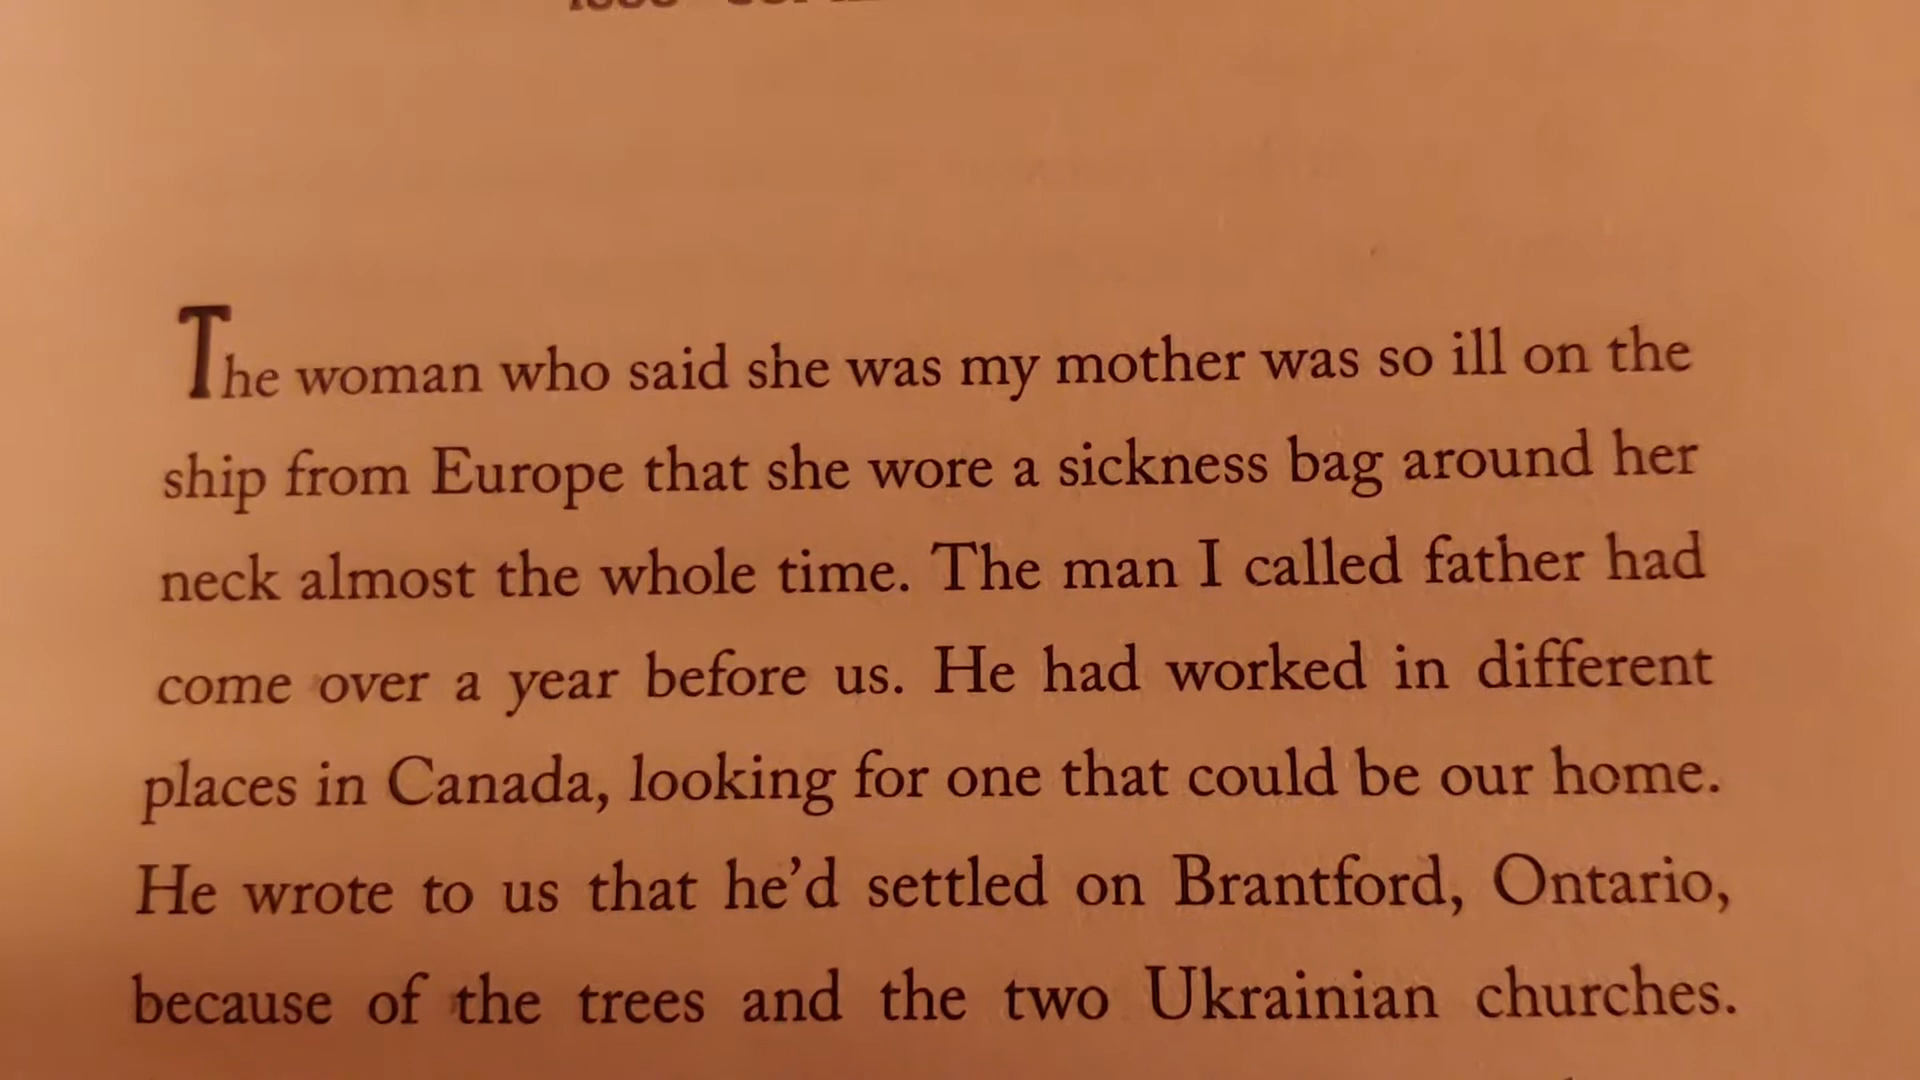 The woman who said she was my mother was so ill on the
ship from Europe that she wore a sickness bag around her
neck almost the whole time. The man I called father had
come over a year before us. He had worked in different
places in Canada, looking for one that could be our home.
He wrote to us that he’d settled on Brantford, Ontario,
because of the trees and the two Ukrainian churches.